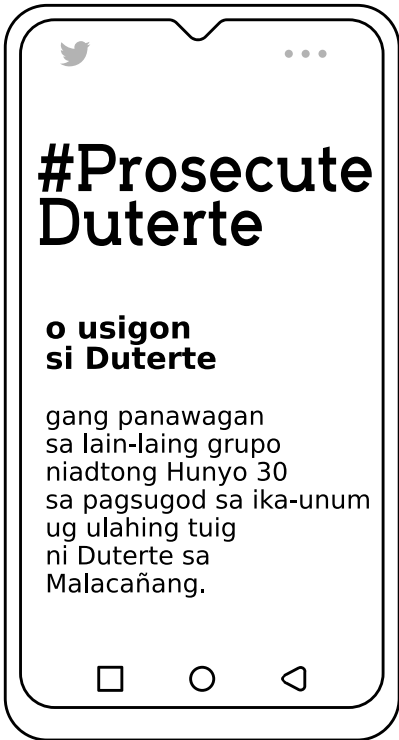 #Prosecute
Duterte
o usigon
si Duterte
gang panawagan
sa lain-laing grupo
niadtong Hunyo 30
sa pagsugod sa ika-unum
ug ulahing tuig
ni Duterte sa
Malacañang.